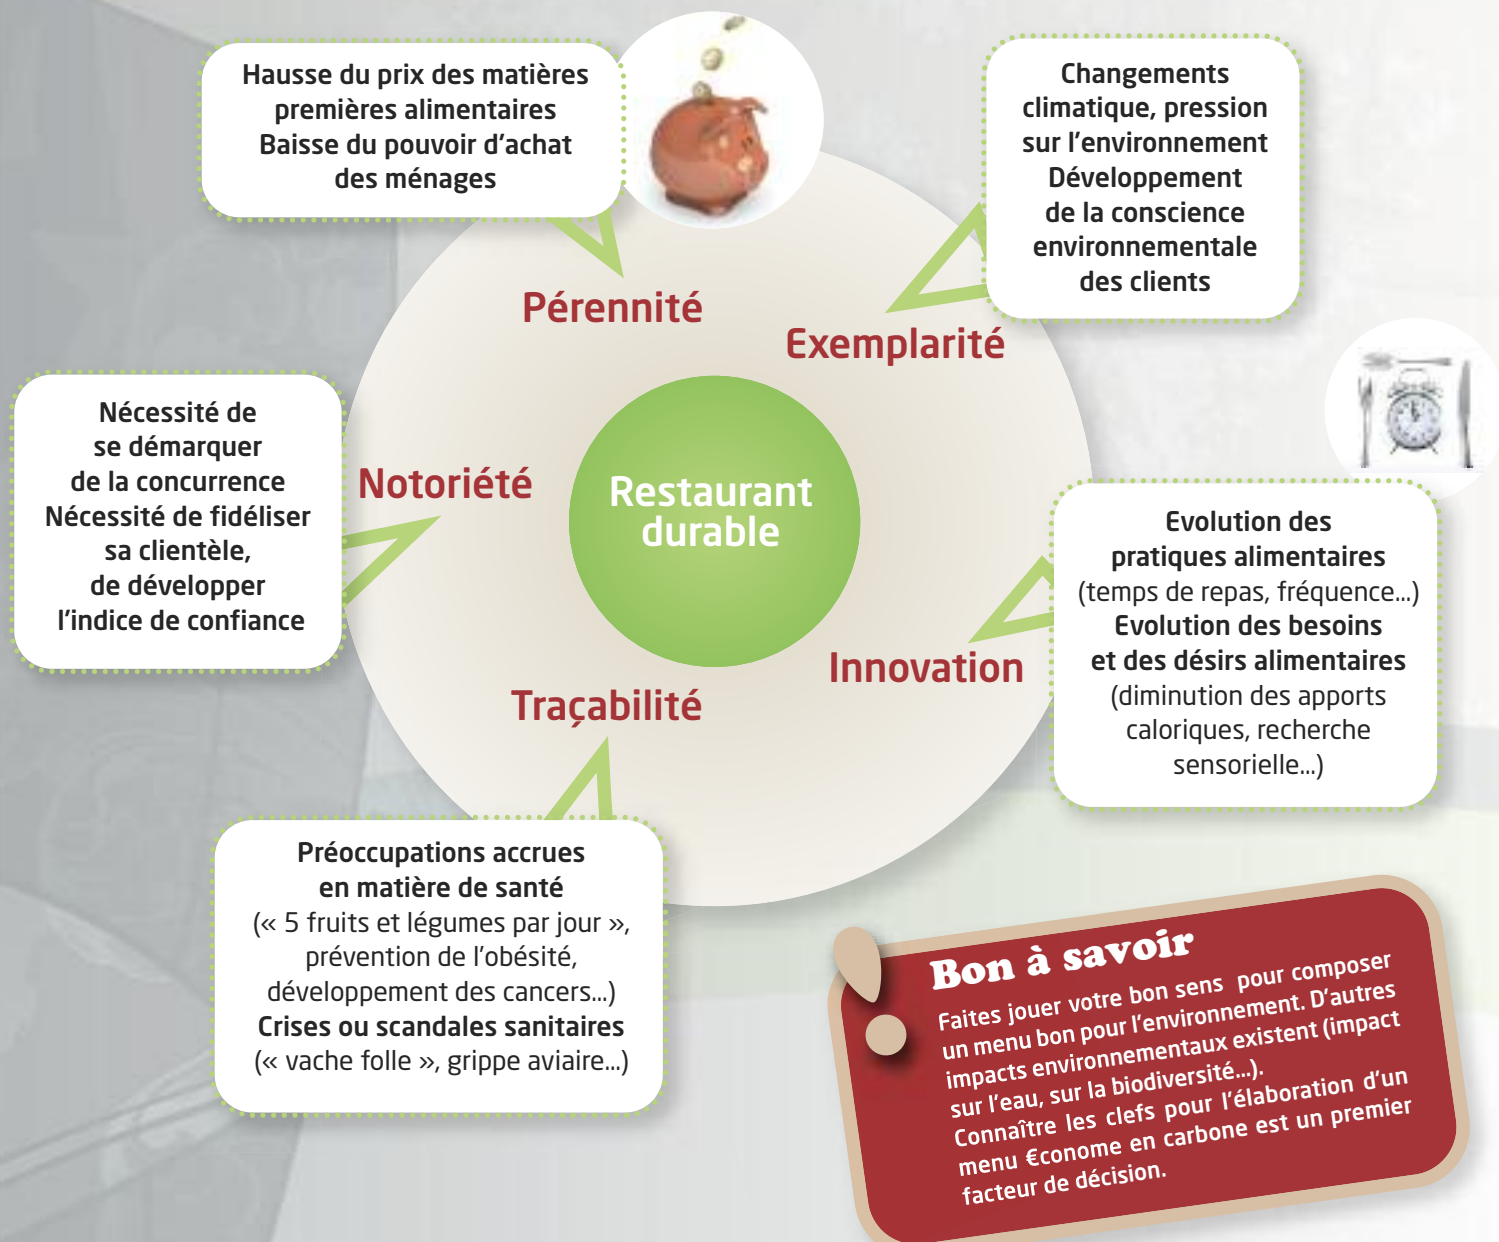 Hausse du prix des matières
premières alimentaires
Baisse du pouvoir d'achat
des ménages
Changements
climatique, pression
sur l'environnement
Développement
de la conscience
environnementale
des clients
Pérennité
Exemplarité
Nécessité de
se démarquer
de la concurrence
Nécessité de fidéliser
sa clientèle,
de développer
l'indice de confiance
Notoriété
Restaurant
durable
Evolution des
pratiques alimentaires
(temps de repas, fréquence...)
Evolution des besoins
et des désirs alimentaires
(diminution des apports
caloriques, recherche
sensorielle...)
Innovation
Traçabilité
Préoccupations accrues
en matière de santé
(« 5 fruits et légumes par jour »,
prévention de l'obésité,
développement des cancers...)
Crises ou scandales sanitaires
(« vache folle », grippe aviaire...)
Bon à savoir
Faites jouer votre bon sens pour composer
un menu bon pour l'environnement. D'autres
impacts environnementaux existent (impact
sur l'eau, sur la biodiversité...).
Connaître les clefs pour l'élaboration d'un
menu €conome en carbone est un premier
facteur de décision.